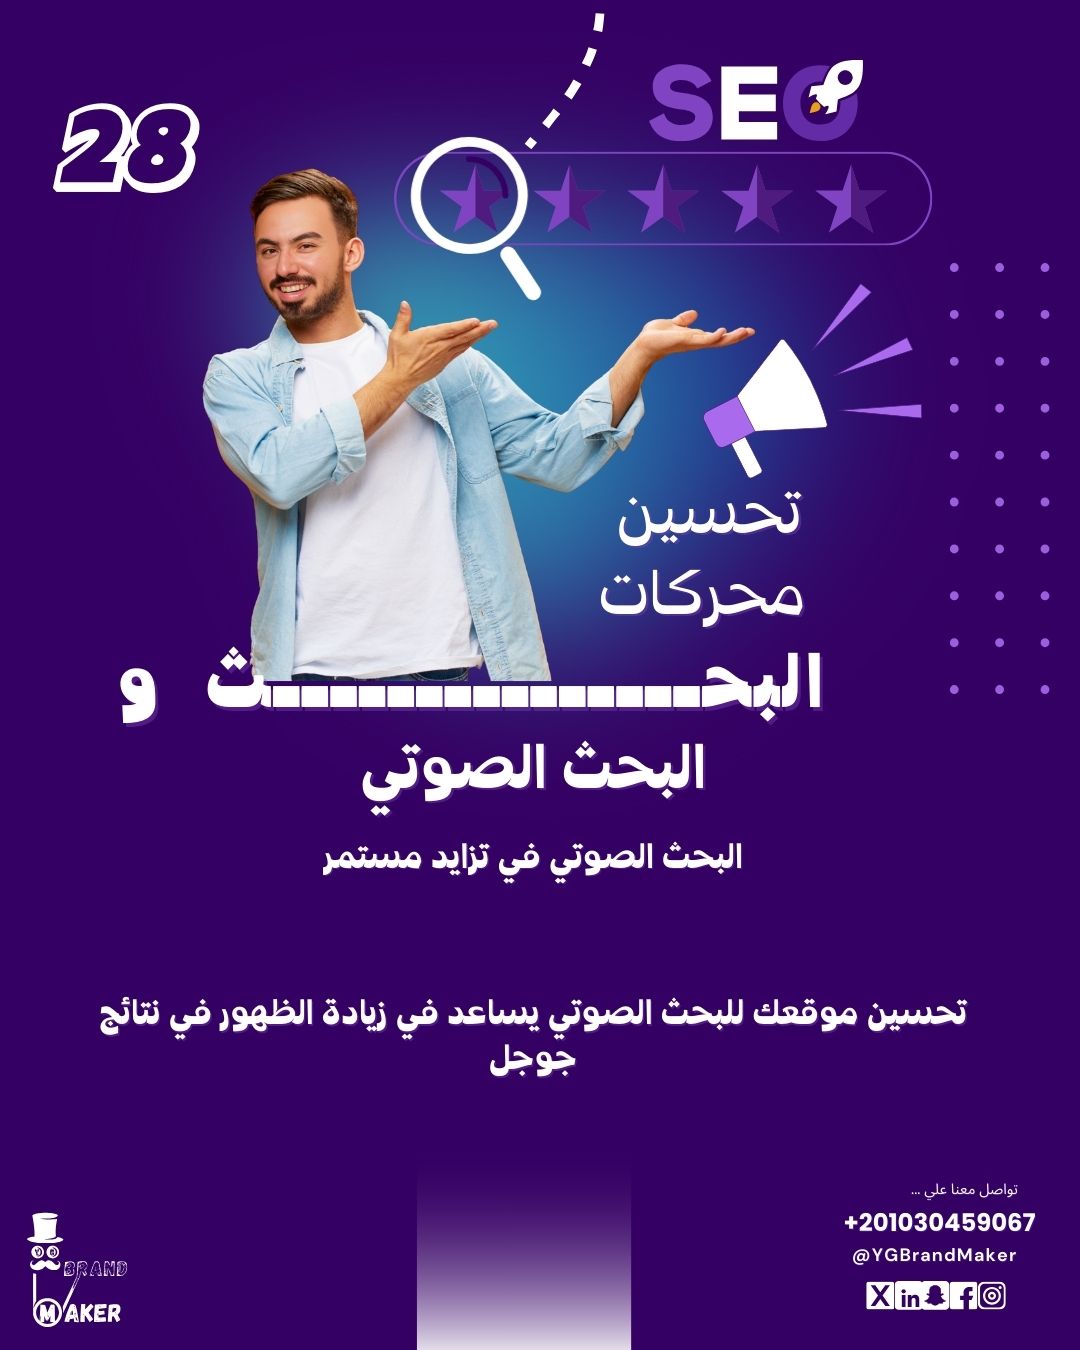 28
SEO
تحسين
محركات
البحـــــــــــــــث و
البحث الصوتي
البحث الصوتي في تزايد مستمر
تحسين موقعك للبحث الصوتي يساعد في زيادة الظهور في نتائج
جوجل
تواصل معنا علي ...
+201030459067
@YGBrandMaker
BRAND
MAKER